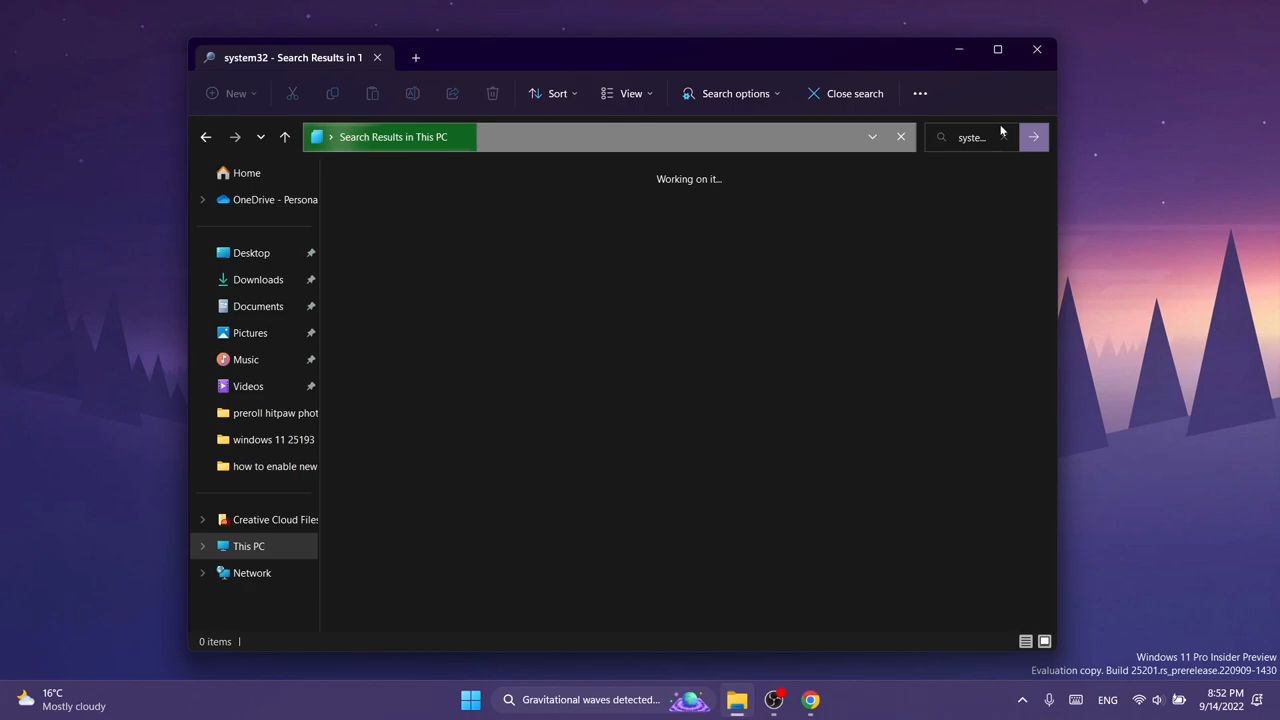 system32 - Search Results in T
New
Sort
View
Search options
Close search
Search Results in This PC
syste...
Working on it...
Home
OneDrive - Persona
Desktop
Downloads
Documents
Pictures
Music
Videos
preroll hitpaw phot
windows 11 25193
how to enable new
Creative Cloud Files
This PC
Network
0 items
Windows 11 Pro Insider Preview
Evaluation copy. Build 25201.rs_prerelease.220909-1430
16°C
Mostly cloudy
Gravitational waves detected...
ENG
8:52 PM
9/14/2022